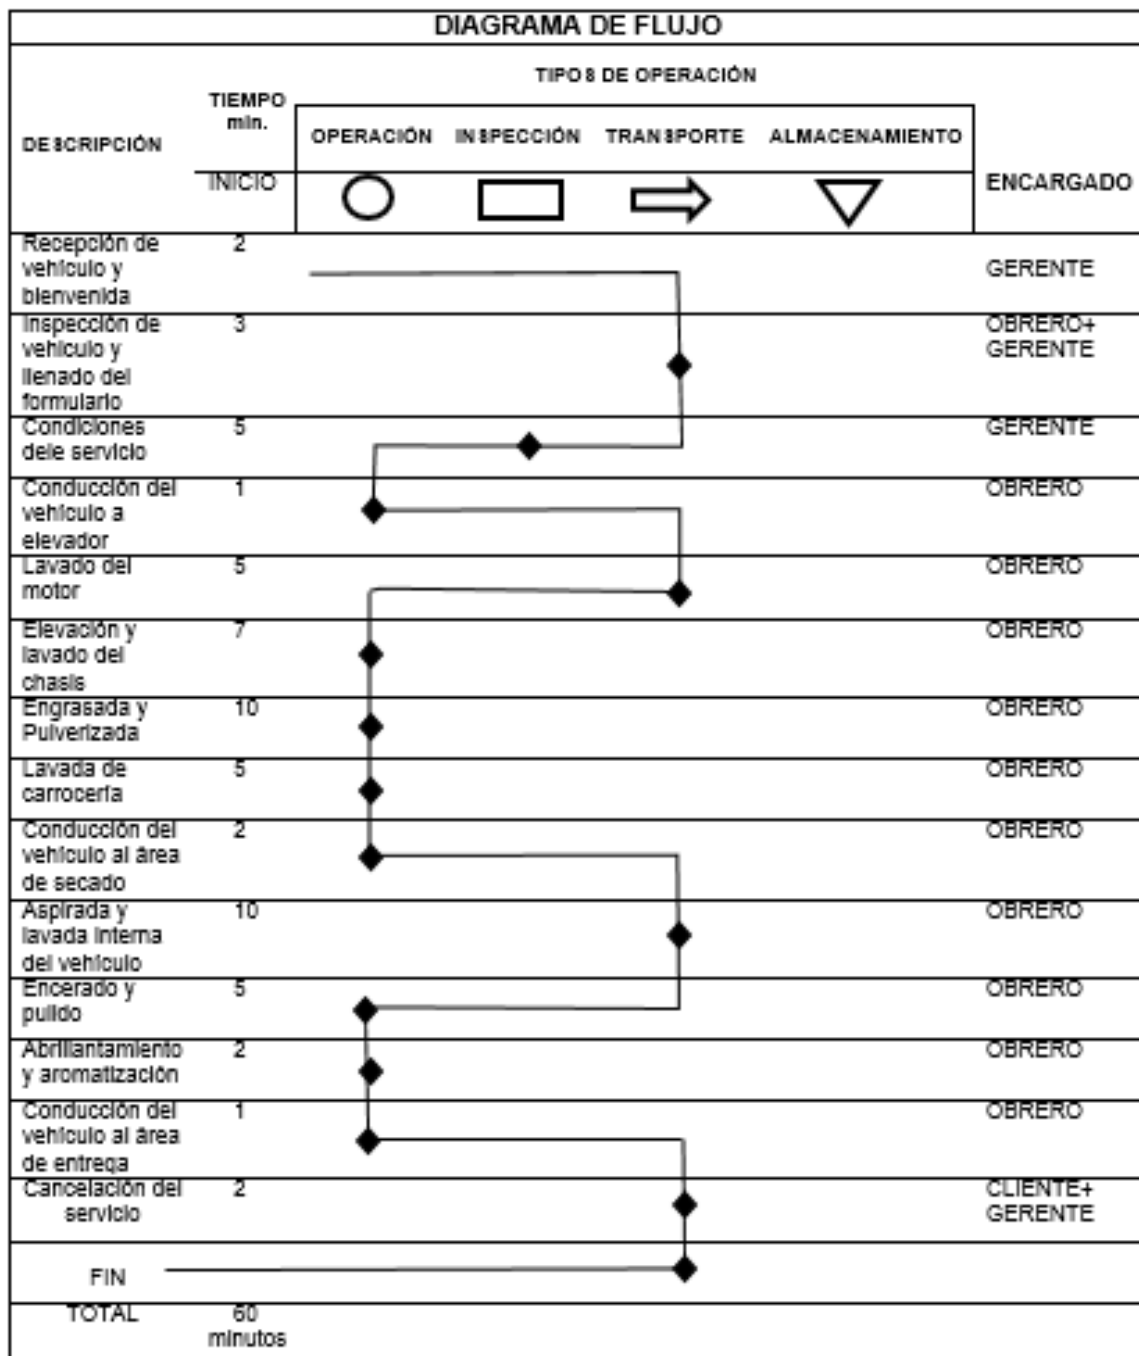 DIAGRAMA DE FLUJO
TIPOS DE OPERACIÓN
DESCRIPCIÓN
TIEMPO
min.
OPERACIÓN INSPECCIÓN TRANSPORTE ALMACENAMIENTO
INICIO
ENCARGADO
Recepción de
vehículo y
bienvenida
2
GERENTE
Inspección de
vehículo y
llenado del
formulario
3
OBRERO+
GERENTE
Condiciones
dele servicio
5
GERENTE
Conducción del
vehículo a
elevador
1
OBRERO
Lavado del
motor
5
OBRERO
Elevación y
lavado del
chasis
7
OBRERO
Engrasada y
Pulverizada
10
OBRERO
Lavada de
carrocería
5
OBRERO
Conducción del
vehículo al área
de secado
2
OBRERO
Aspirada y
lavada interna
del vehículo
10
OBRERO
Encerado y
pulido
5
OBRERO
Abrillantamiento
y aromatización
2
OBRERO
Conducción del
vehículo al área
de entrega
1
OBRERO
Cancelación del
servicio
2
CLIENTE+
GERENTE
FIN
TOTAL
60
minutos